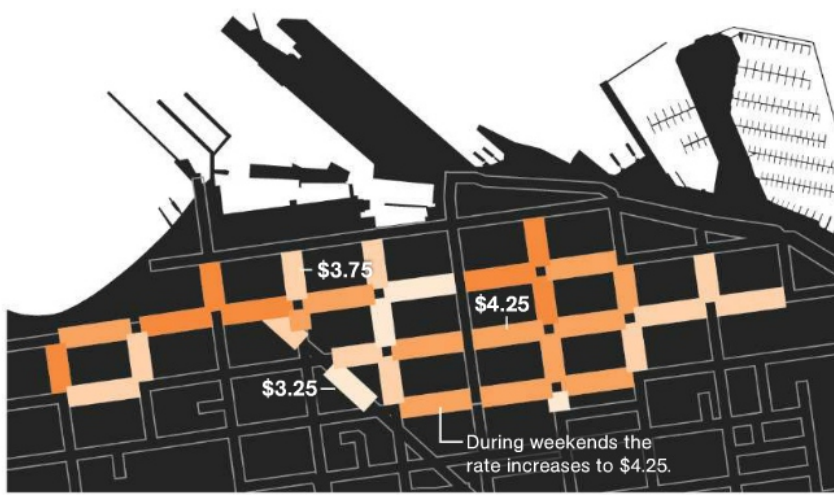 $3.75
$4.25
$3.25
During weekends the
rate increases to $4.25.